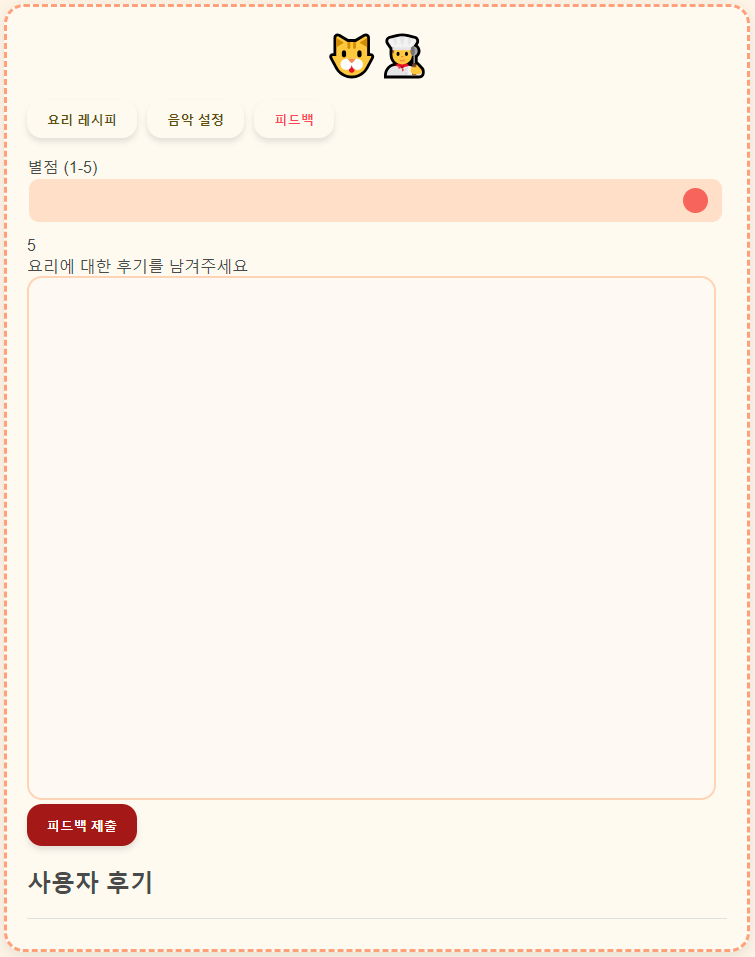 요리 레시피 음악 설정 피드백
별점 (1-5)
5
요리에 대한 후기를 남겨주세요
피드백 제출
사용자 후기